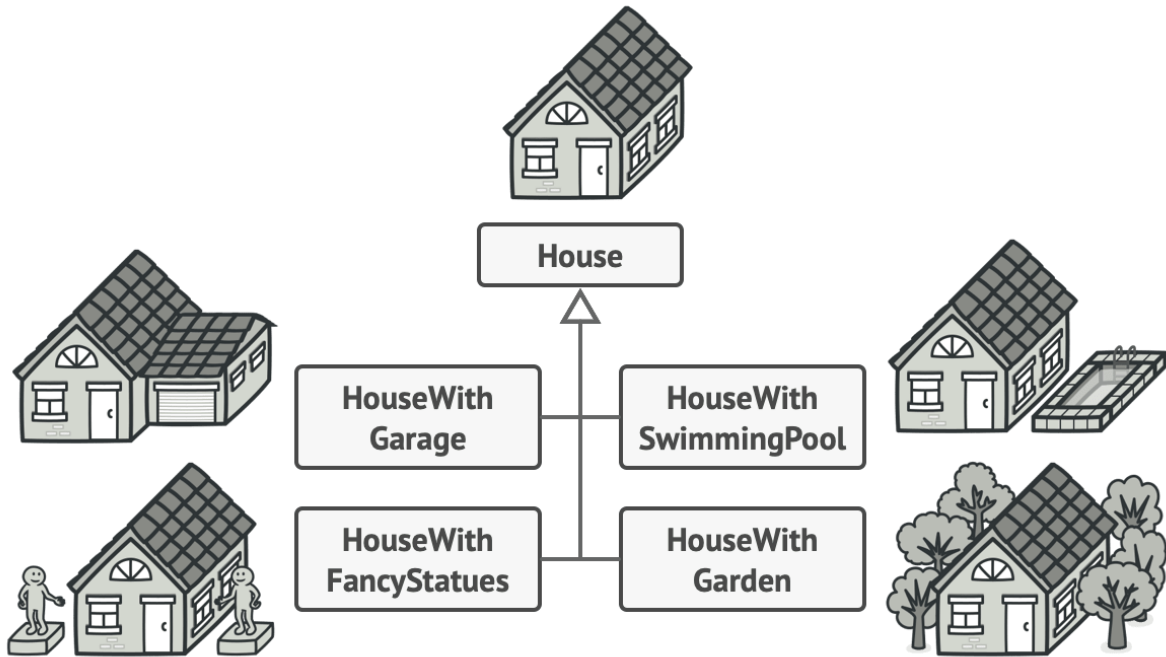 House
HouseWith
Garage
HouseWith
SwimmingPool
HouseWith
FancyStatues
HouseWith
Garden